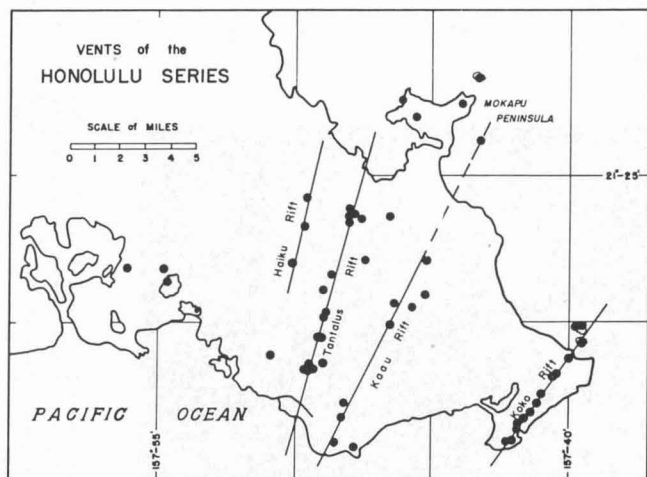 VENTS of the
HONOLULU SERIES
SCALE of MILES
0 1 2 3 4 5
MOKAPU
PENINSULA
21°-25'
Haiku Rift
Tantalus Rift
Kaau Rift
Koko Rift
PACIFIC OCEAN
157°-55'
157°-40'